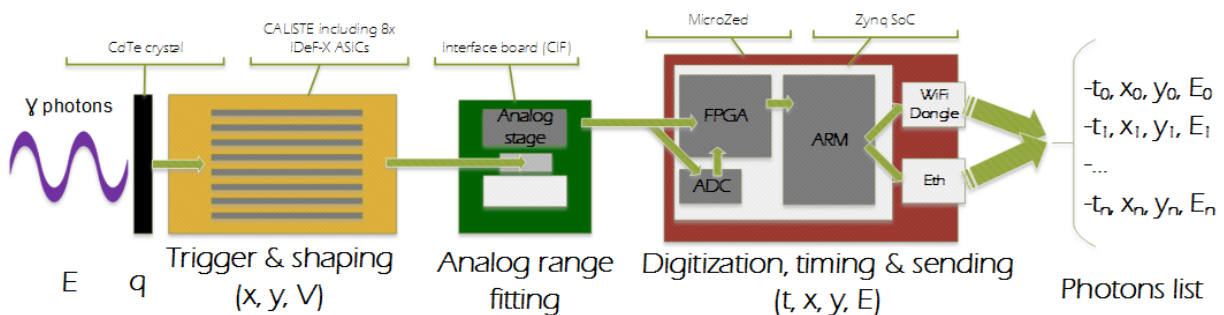 CdTe crystal
CALISTE including 8x
IDeF-X ASICs
Interface board (CIF)
MicroZed
Zynq SoC
γ photons
Analog
stage
FPGA
ADC
ARM
WiFi
Dongle
Eth
-t0, x0, y0, E0
-t1, x1, y1, E1
-...
-tn, xn, yn, En
E
q
Trigger & shaping
(x, y, V)
Analog range
fitting
Digitization, timing & sending
(t, x, y, E)
Photons list